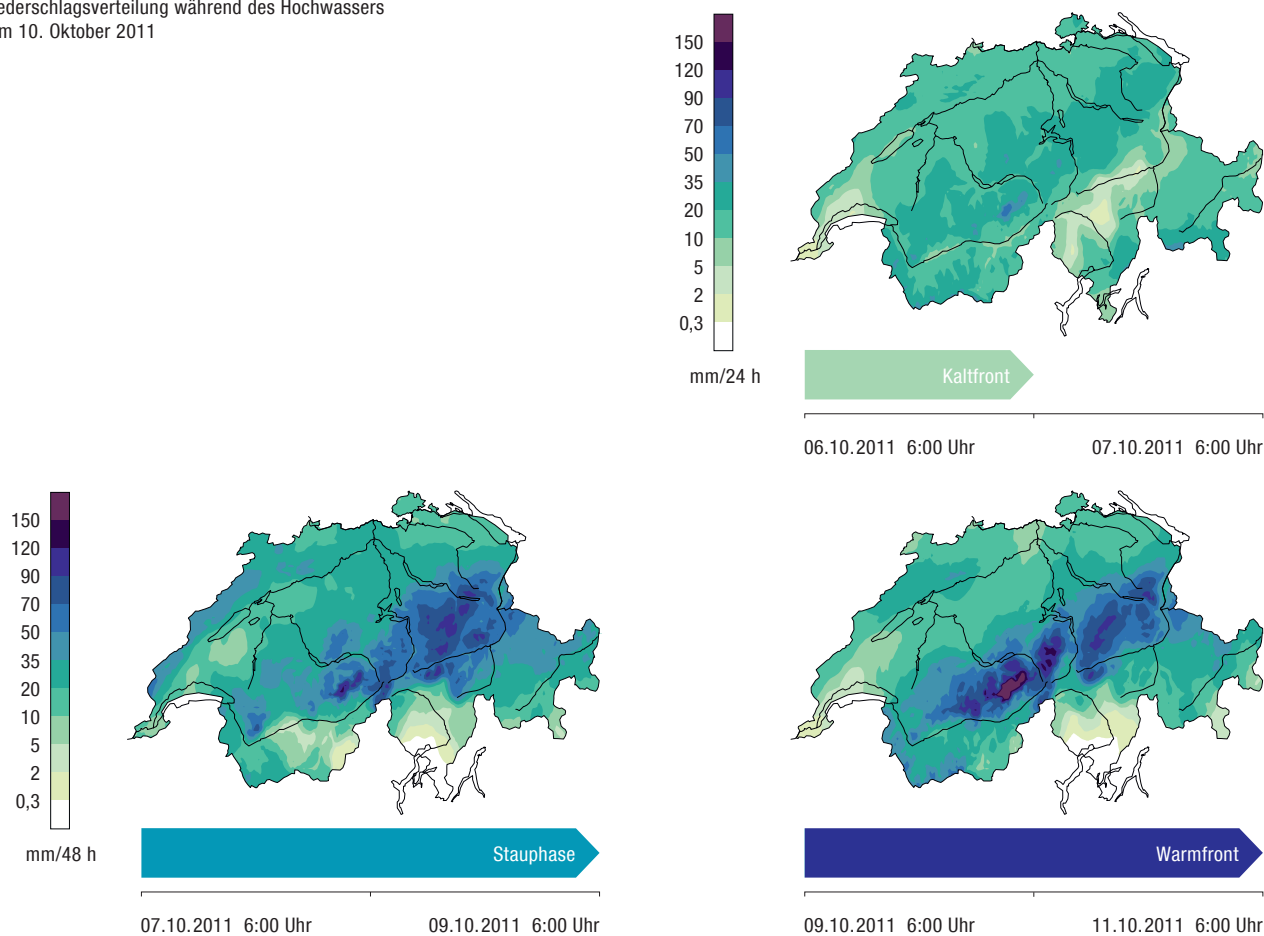 ederschlagsverteilung während des Hochwassers
m 10. Oktober 2011
150
120
90
70
50
35
20
10
5
2
0,3
mm/24 h
Kaltfront
06.10.2011 6:00 Uhr
07.10.2011 6:00 Uhr
150
120
90
70
50
35
20
10
5
2
0,3
mm/48 h
Stauphase
07.10.2011 6:00 Uhr
09.10.2011 6:00 Uhr
Warmfront
09.10.2011 6:00 Uhr
11.10.2011 6:00 Uhr